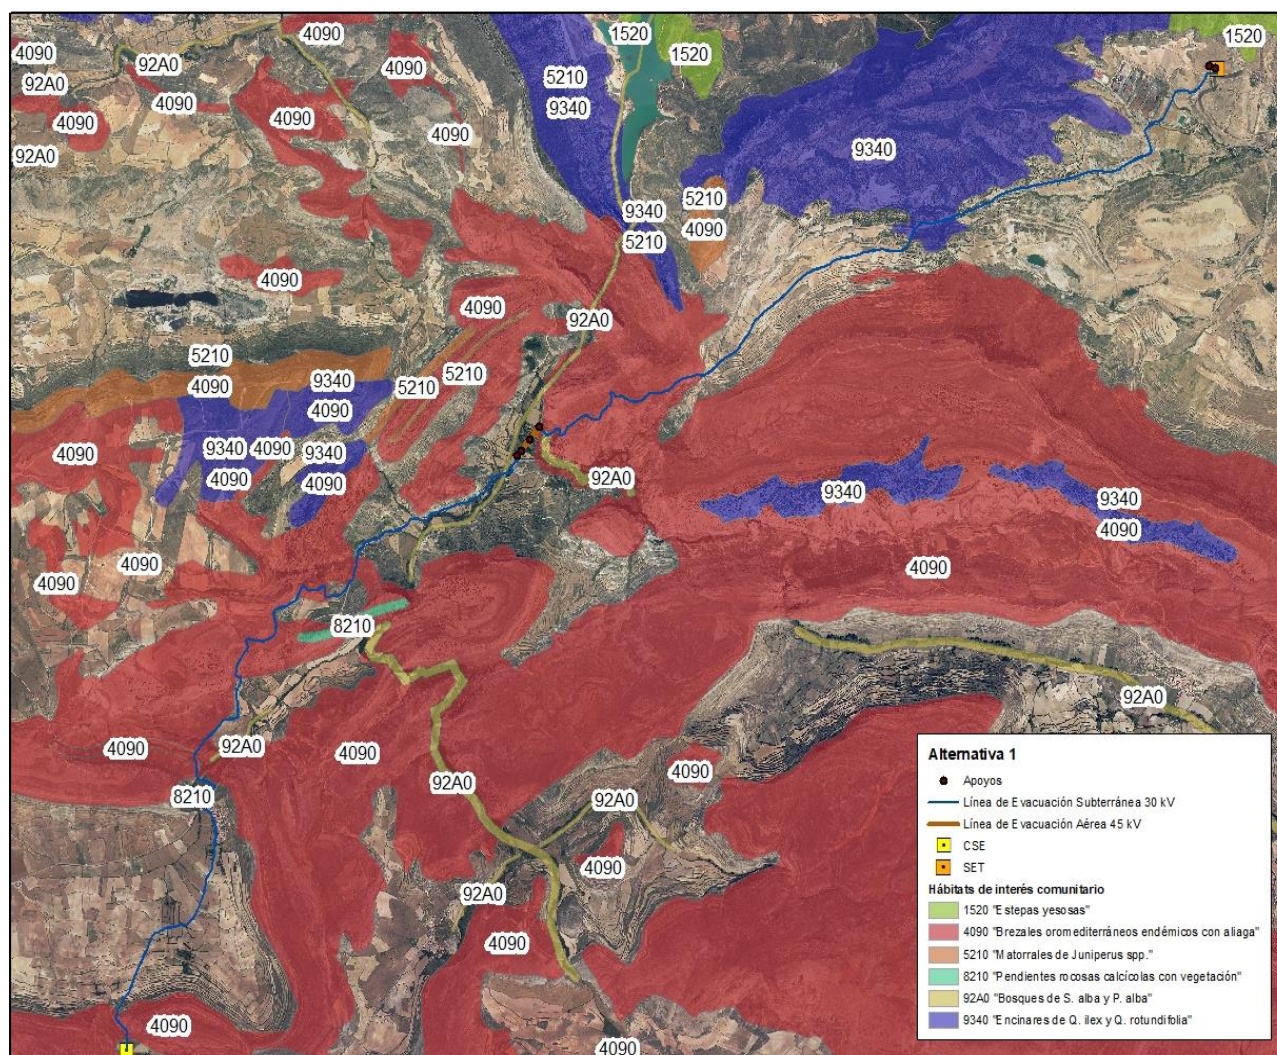 4090
1520
1520
1520
4090
92A0
4090
5210
92A0
4090
9340
4090
4090
4090
4090
9340
92A0
5210
9340
4090
5210
4090
4090
92A0
5210
4090
9340
5210
5210
4090
4090
9340
4090
9340
4090
4090
92A0
4090
9340
9340
4090
4090
4090
4090
8210
92A0
4090
92A0
4090
4090
92A0
8210
92A0
4090
92A0
4090
4090
4090
Alternativa 1
Apoyos
Línea de Evacuación Subterránea 30 kV
Línea de Evacuación Aérea 45 kV
CSE
SET
Hábitats de interés comunitario
1520 "Estepas yesosas"
4090 "Brezales oromediterráneos endémicos con aliaga"
5210 "Matorrales de Juniperus spp."
8210 "Pendientes rocosas calcícolas con vegetación"
92A0 "Bosques de S. alba y P. alba"
9340 "Encinares de Q. ilex y Q. rotundifolia"